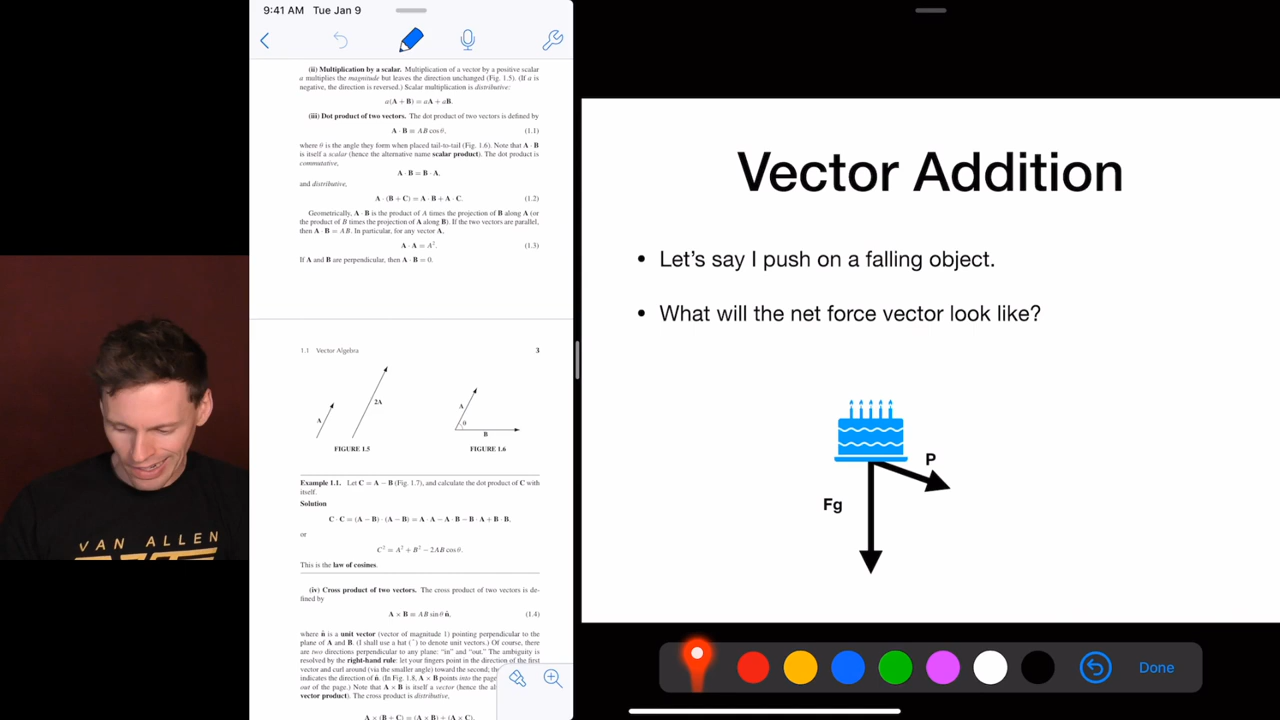 9:41 AM Tue Jan 9
(ii) Multiplication by a scalar. Multiplication of a vector by a positive scalar
a multiplies the magnitude but leaves the direction unchanged (Fig. 1.5). (If a is
negative, the direction is reversed.) Scalar multiplication is distributive:
a(A + B) = aA + aB.
(iii) Dot product of two vectors. The dot product of two vectors is defined by
A · B ≡ AB cos θ, (1.1)
where θ is the angle they form when placed tail-to-tail (Fig. 1.6). Note that A · B
is itself a scalar (hence the alternative name scalar product). The dot product is
commutative,
A · B = B · A,
and distributive,
A · (B + C) = A · B + A · C. (1.2)
Geometrically, A · B is the product of A times the projection of B along A (or
the product of B times the projection of A along B). If the two vectors are parallel,
then A · B = AB. In particular, for any vector A,
A · A = A². (1.3)
If A and B are perpendicular, then A · B = 0.
1.1 Vector Algebra 3
A
2A
A
θ
B
FIGURE 1.5
FIGURE 1.6
Example 1.1. Let C = A − B (Fig. 1.7), and calculate the dot product of C with
itself.
Solution
C · C = (A − B) · (A − B) = A · A − A · B − B · A + B · B,
or
C² = A² + B² − 2AB cos θ.
This is the law of cosines.
(iv) Cross product of two vectors. The cross product of two vectors is de-
fined by
A × B ≡ AB sin θ n̂, (1.4)
where n̂ is a unit vector (vector of magnitude 1) pointing perpendicular to the
plane of A and B. (I shall use a hat (ˆ) to denote unit vectors.) Of course, there
are two directions perpendicular to any plane: "in" and "out." The ambiguity is
resolved by the right-hand rule: let your fingers point in the direction of the first
vector and curl around (via the smaller angle) toward the second;
indicates the direction of n̂. (In Fig. 1.8, A × B points into the page
out of the page.) Note that A × B is itself a vector (hence the
vector product). The cross product is distributive,
A × (B + C) = (A × B) + (A × C),
VAN ALLEN
Vector Addition
• Let's say I push on a falling object.
• What will the net force vector look like?
P
Fg
Done